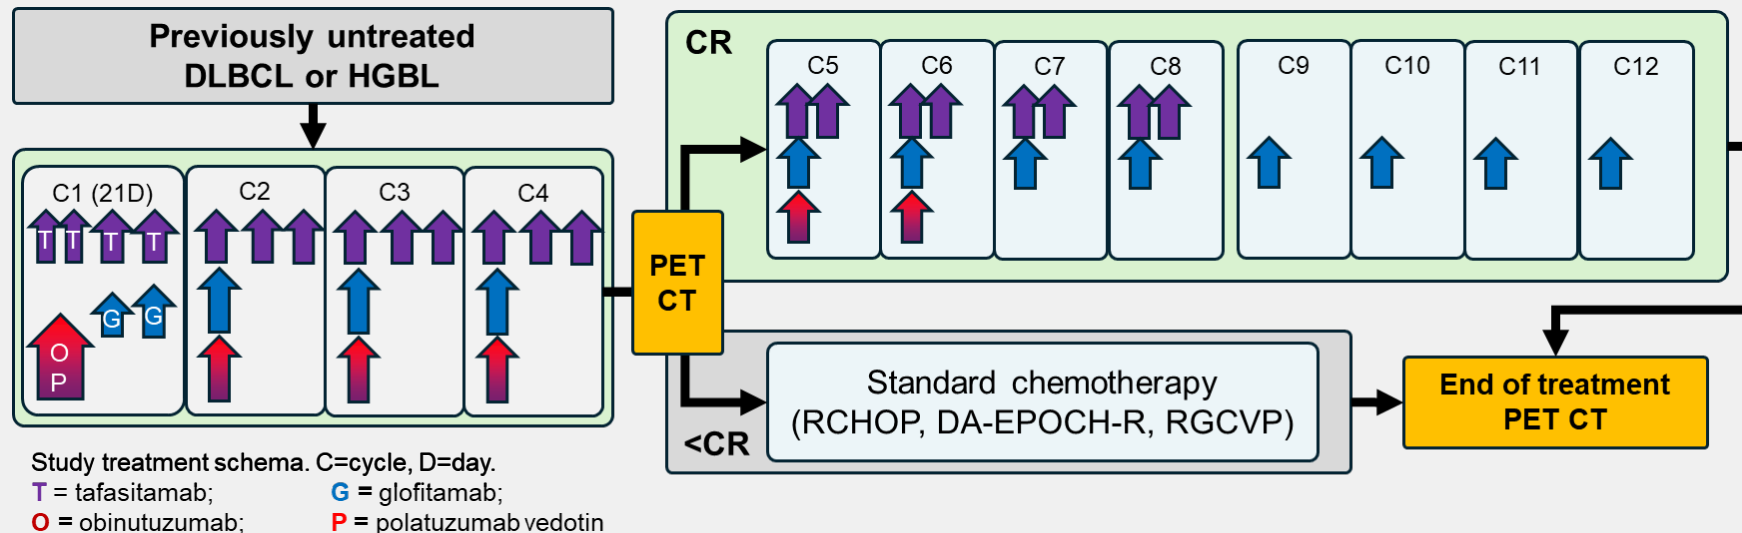 Previously untreated
DLBCL or HGBL
C1 (21D)
C2
C3
C4
T T T T
G G
O
P
PET
CT
CR
C5
C6
C7
C8
C9
C10
C11
C12
<CR
Standard chemotherapy
(RCHOP, DA-EPOCH-R, RGCVP)
End of treatment
PET CT
Study treatment schema. C=cycle, D=day.
T = tafasitamab; G = glofitamab;
O = obinutuzumab; P = polatuzumab vedotin